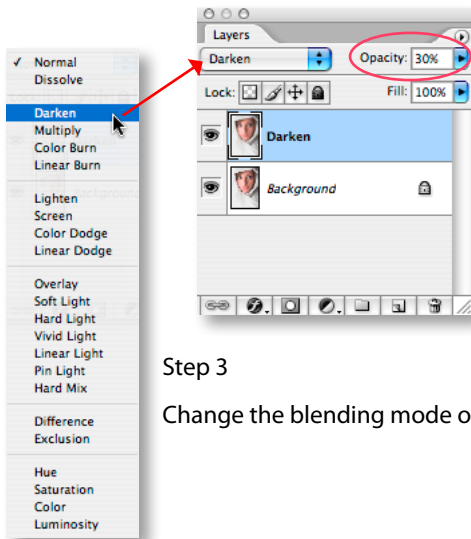 ✓ Normal
Dissolve
Darken
Multiply
Color Burn
Linear Burn
Lighten
Screen
Color Dodge
Linear Dodge
Overlay
Soft Light
Hard Light
Vivid Light
Linear Light
Pin Light
Hard Mix
Difference
Exclusion
Hue
Saturation
Color
Luminosity
Layers
Darken Opacity: 30%
Lock: Fill: 100%
Darken
Background
Step 3
Change the blending mode o